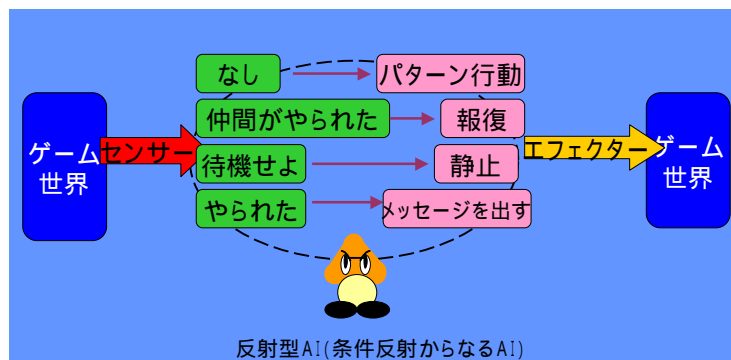 なし
パターン行動
仲間がやられた
報復
ゲーム
世界
センサー
待機せよ
静止
エフェクター
ゲーム
世界
やられた
メッセージを出す
反射型AI(条件反射からなるAI)